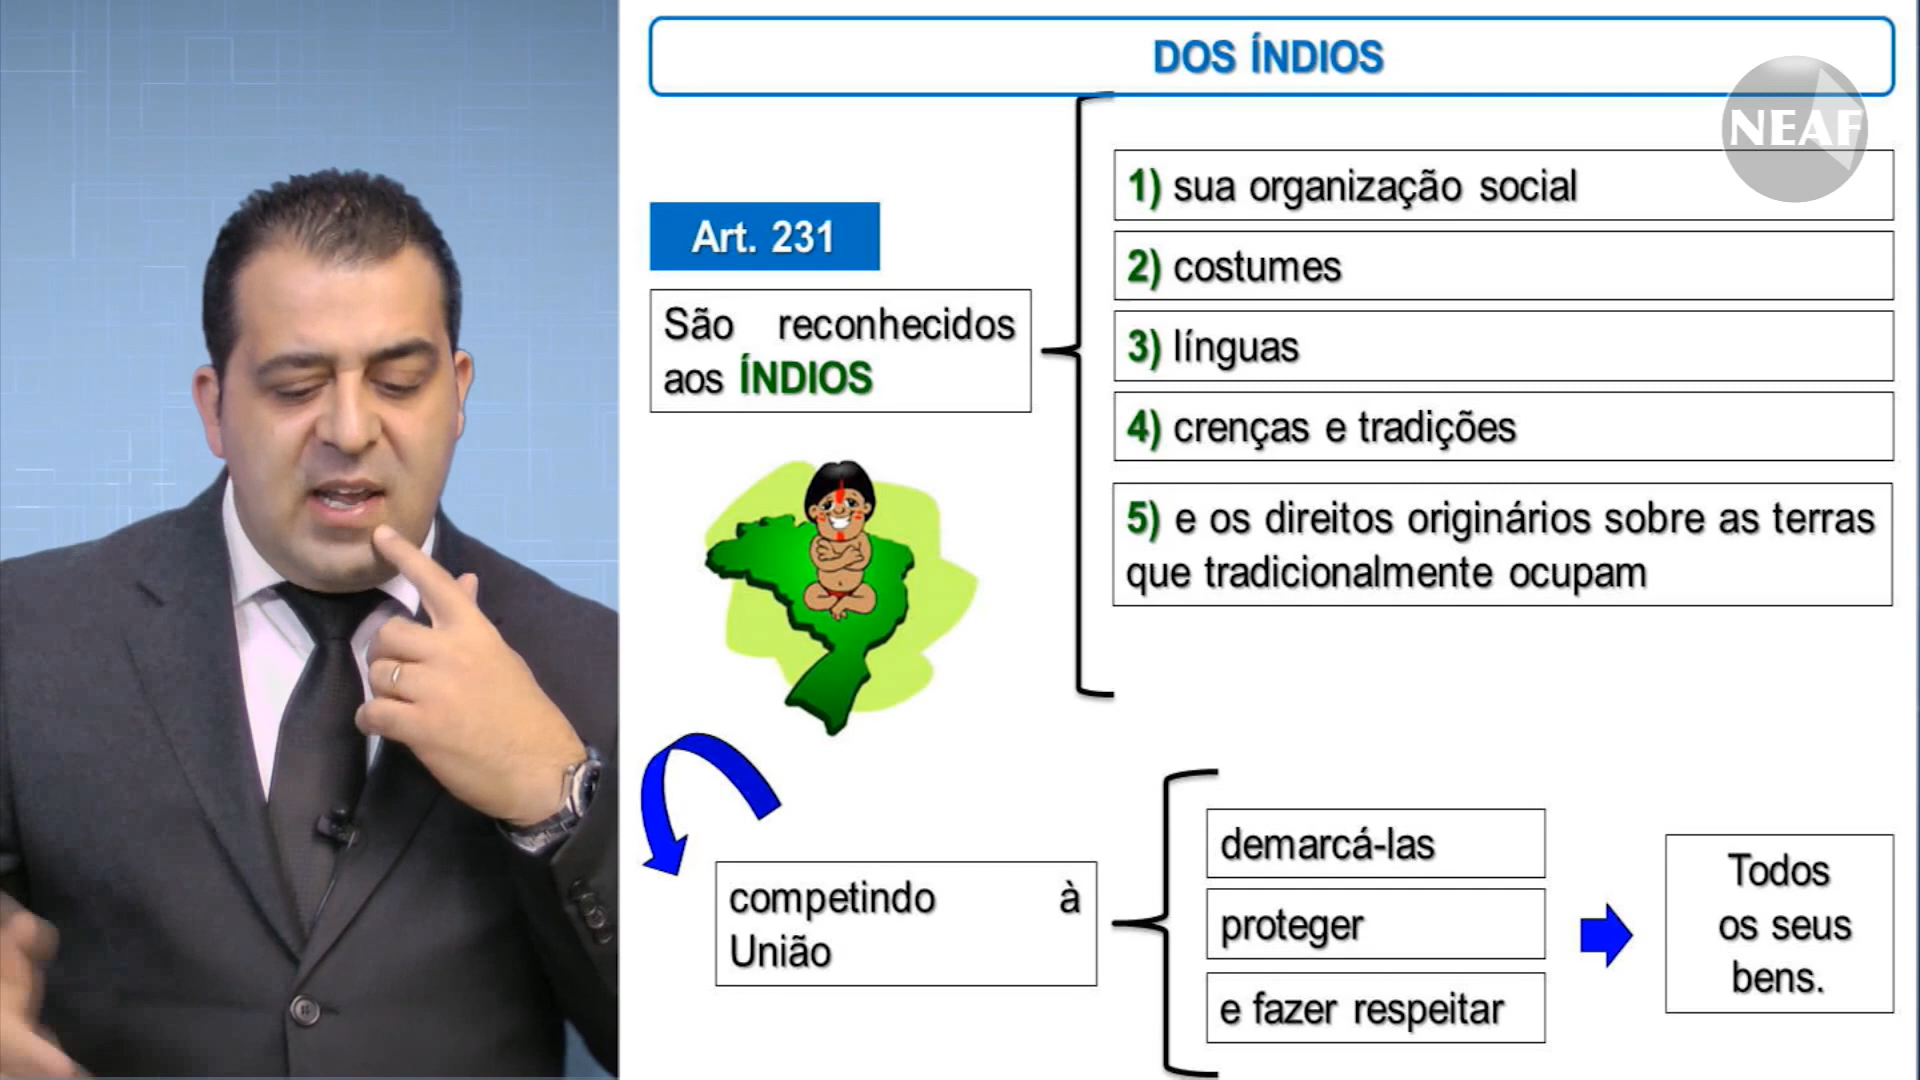 DOS ÍNDIOS
NEAF
Art. 231
São reconhecidos
aos ÍNDIOS
1) sua organização social
2) costumes
3) línguas
4) crenças e tradições
5) e os direitos originários sobre as terras
que tradicionalmente ocupam
competindo à
União
demarcá-las
proteger
e fazer respeitar
Todos
os seus
bens.